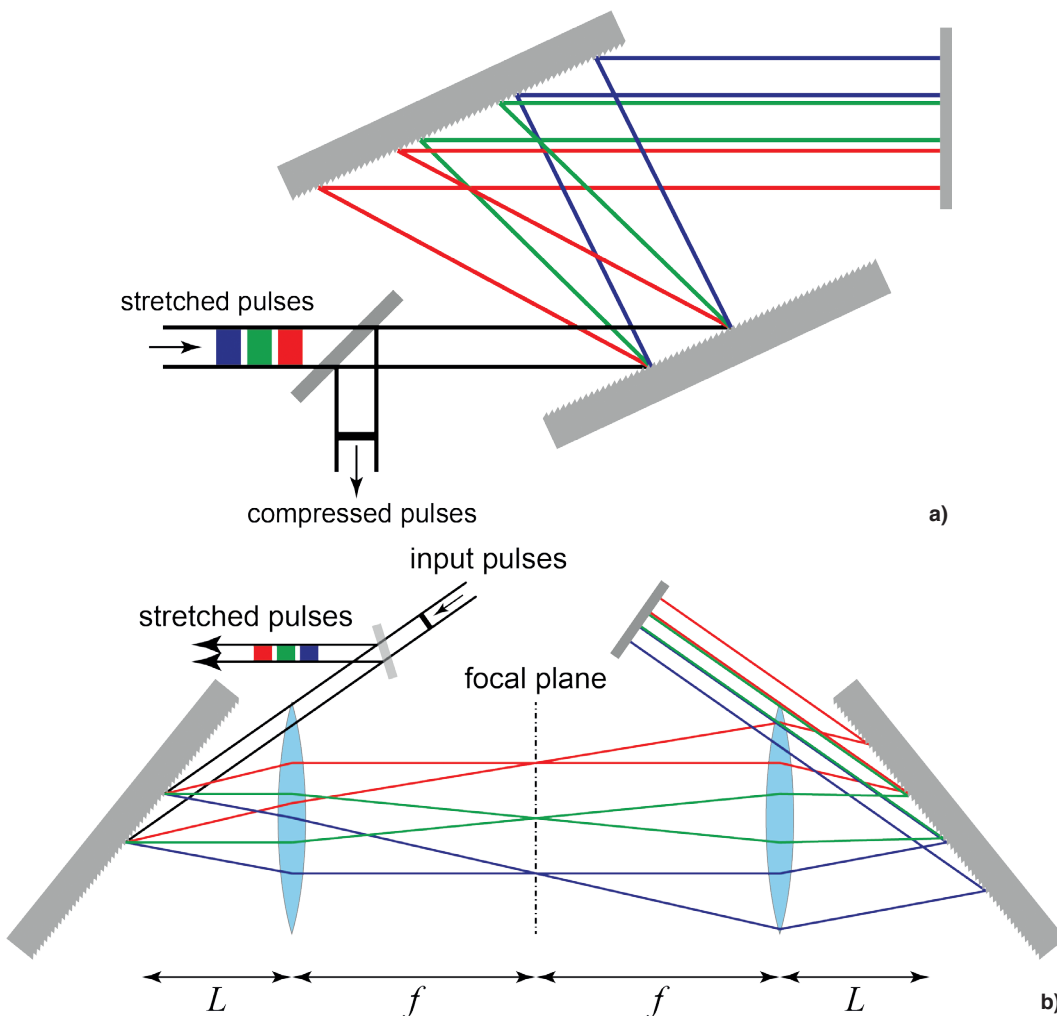 stretched pulses
compressed pulses
a)
input pulses
stretched pulses
focal plane
L
f
f
L
b)